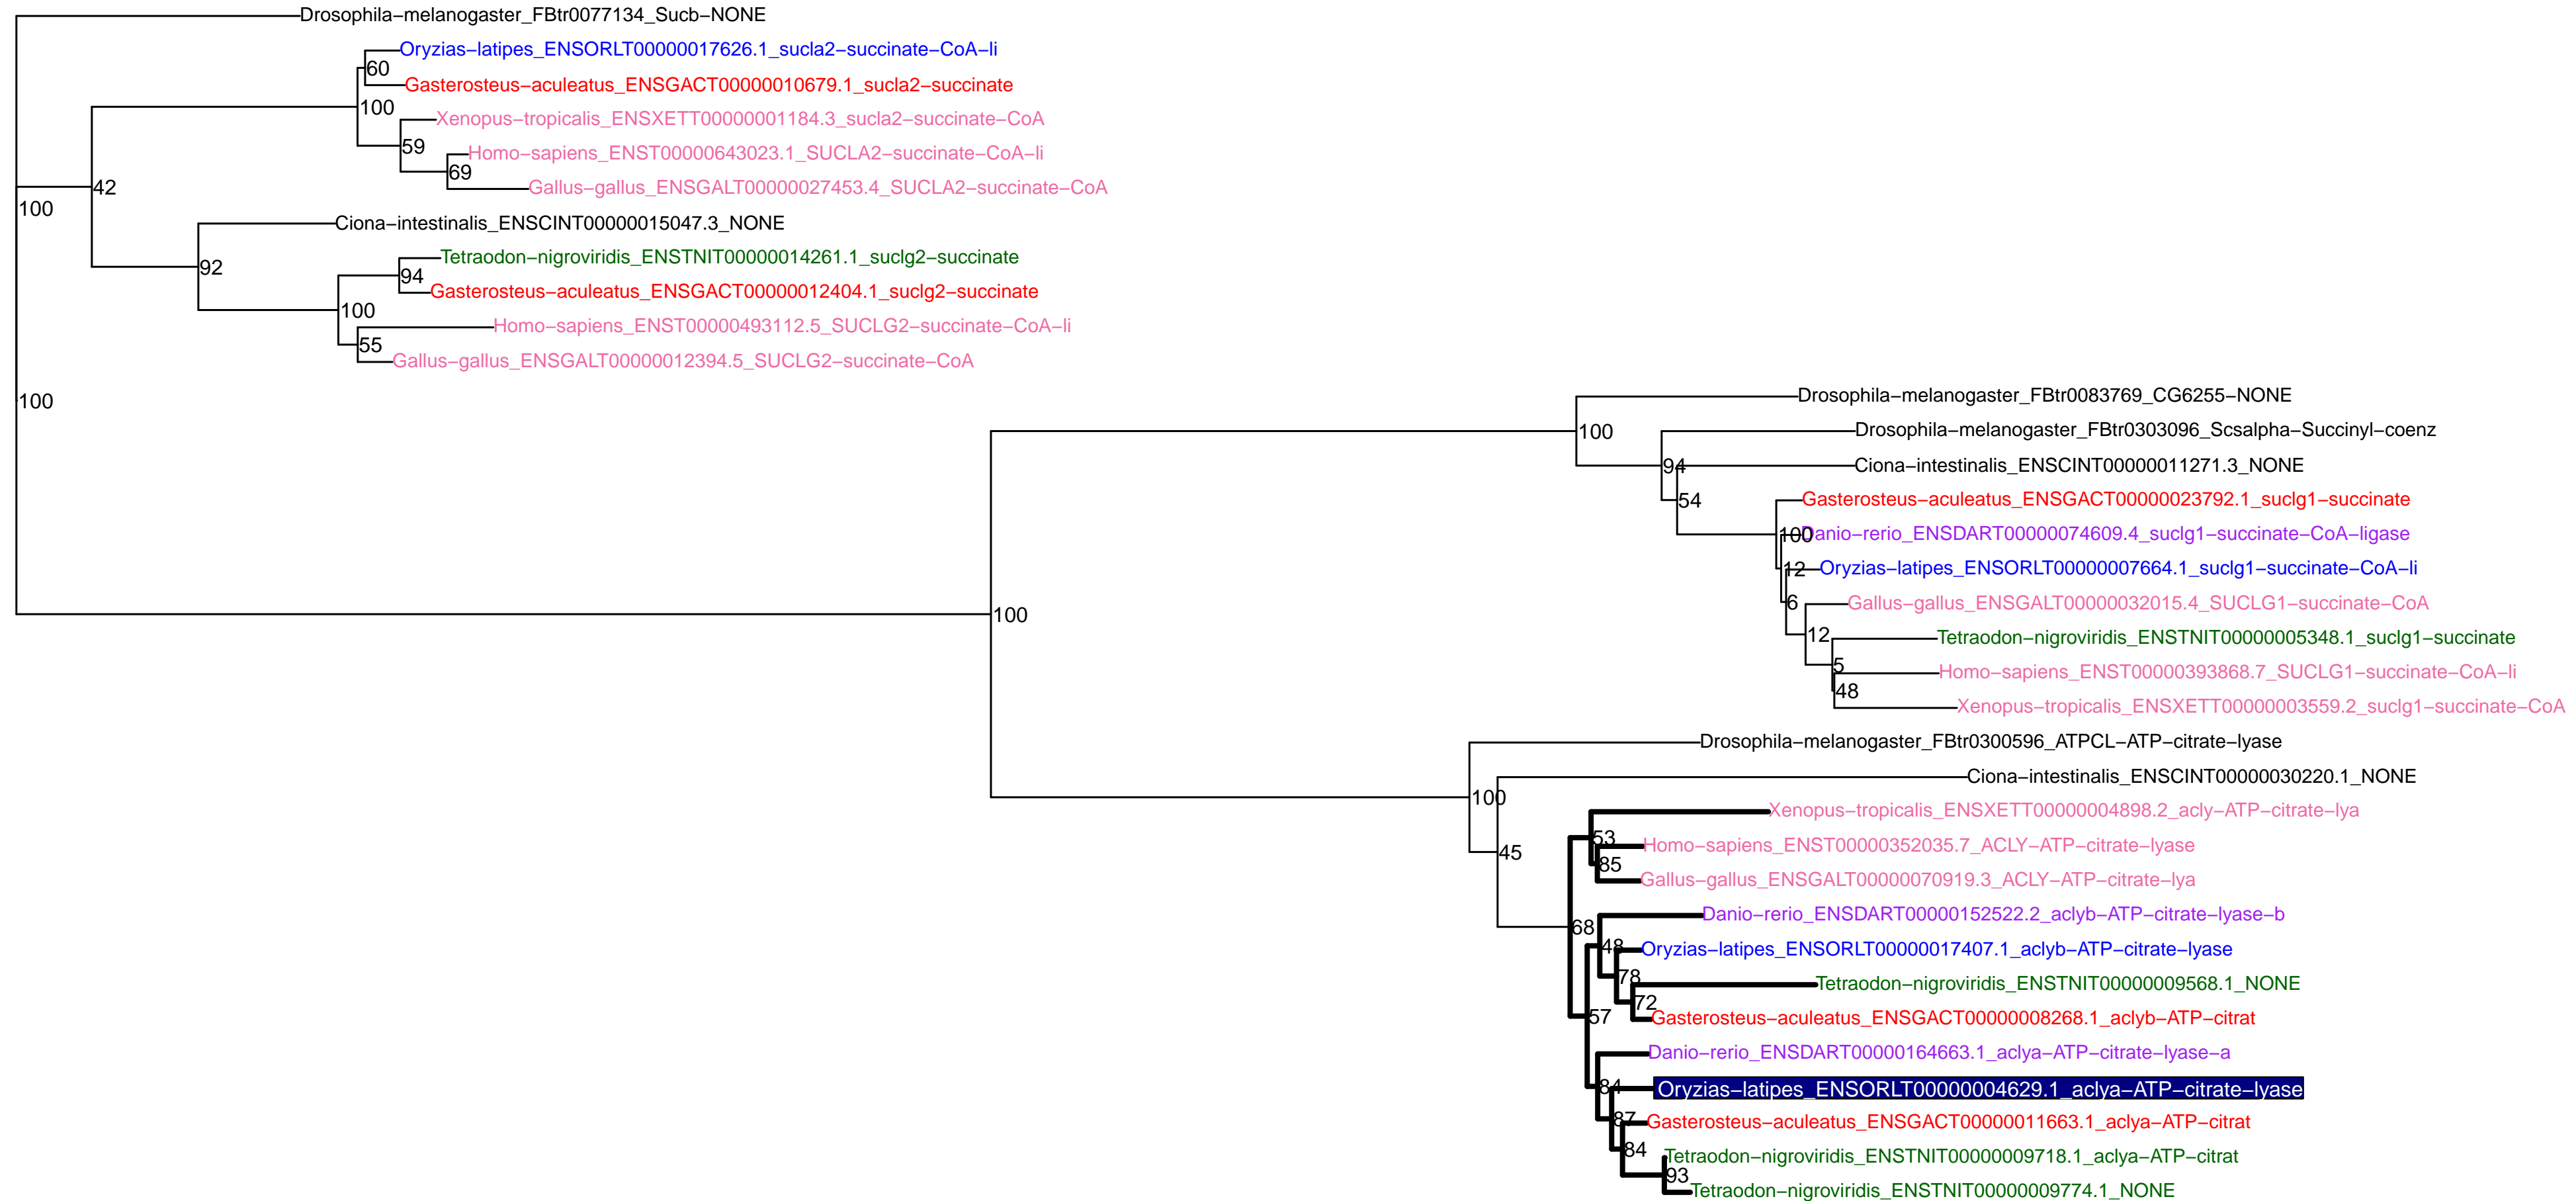 Drosophila−melanogaster_FBtr0077134_Sucb−NONE
Oryzias−latipes_ENSORLT00000017626.1_sucla2−succinate−CoA−li
60
Gasterosteus−aculeatus_ENSGACT00000010679.1_sucla2−succinate
100
Xenopus−tropicalis_ENSXETT00000001184.3_sucla2−succinate−CoA
59
Homo−sapiens_ENST00000643023.1_SUCLA2−succinate−CoA−li
69
Gallus−gallus_ENSGALT00000027453.4_SUCLA2−succinate−CoA
42
100
Ciona−intestinalis_ENSCINT00000015047.3_NONE
Tetraodon−nigroviridis_ENSTNIT00000014261.1_suclg2−succinate
92
94
Gasterosteus−aculeatus_ENSGACT00000012404.1_suclg2−succinate
100
Homo−sapiens_ENST00000493112.5_SUCLG2−succinate−CoA−li
55
Gallus−gallus_ENSGALT00000012394.5_SUCLG2−succinate−CoA
100
Drosophila−melanogaster_FBtr0083769_CG6255−NONE
100
Drosophila−melanogaster_FBtr0303096_Scsalpha−Succinyl−coenz
94
Ciona−intestinalis_ENSCINT00000011271.3_NONE
54
Gasterosteus−aculeatus_ENSGACT00000023792.1_suclg1−succinate
100
Danio−rerio_ENSDART00000074609.4_suclg1−succinate−CoA−ligase
12
Oryzias−latipes_ENSORLT00000007664.1_suclg1−succinate−CoA−li
6
Gallus−gallus_ENSGALT00000032015.4_SUCLG1−succinate−CoA
100
12
Tetraodon−nigroviridis_ENSTNIT00000005348.1_suclg1−succinate
5
Homo−sapiens_ENST00000393868.7_SUCLG1−succinate−CoA−li
48
Xenopus−tropicalis_ENSXETT00000003559.2_suclg1−succinate−CoA
Drosophila−melanogaster_FBtr0300596_ATPCL−ATP−citrate−lyase
Ciona−intestinalis_ENSCINT00000030220.1_NONE
100
Xenopus−tropicalis_ENSXETT00000004898.2_acly−ATP−citrate−lya
53
Homo−sapiens_ENST00000352035.7_ACLY−ATP−citrate−lyase
45
85
Gallus−gallus_ENSGALT00000070919.3_ACLY−ATP−citrate−lya
Danio−rerio_ENSDART00000152522.2_aclyb−ATP−citrate−lyase−b
68
48
Oryzias−latipes_ENSORLT00000017407.1_aclyb−ATP−citrate−lyase
78
Tetraodon−nigroviridis_ENSTNIT00000009568.1_NONE
72
57
Gasterosteus−aculeatus_ENSGACT00000008268.1_aclyb−ATP−citrat
Danio−rerio_ENSDART00000164663.1_aclya−ATP−citrate−lyase−a
84
Oryzias−latipes_ENSORLT00000004629.1_aclya−ATP−citrate−lyase
87
Gasterosteus−aculeatus_ENSGACT00000011663.1_aclya−ATP−citrat
84
Tetraodon−nigroviridis_ENSTNIT00000009718.1_aclya−ATP−citrat
93
Tetraodon−nigroviridis_ENSTNIT00000009774.1_NONE